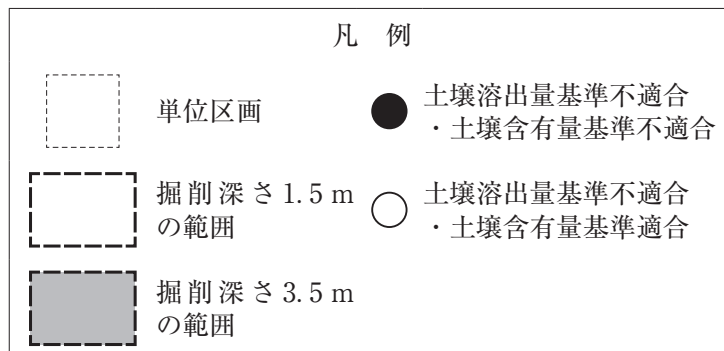 凡 例
単位区画
土壌溶出量基準不適合
・土壌含有量基準不適合
掘削深さ1.5 m
の範囲
土壌溶出量基準不適合
・土壌含有量基準適合
掘削深さ3.5 m
の範囲